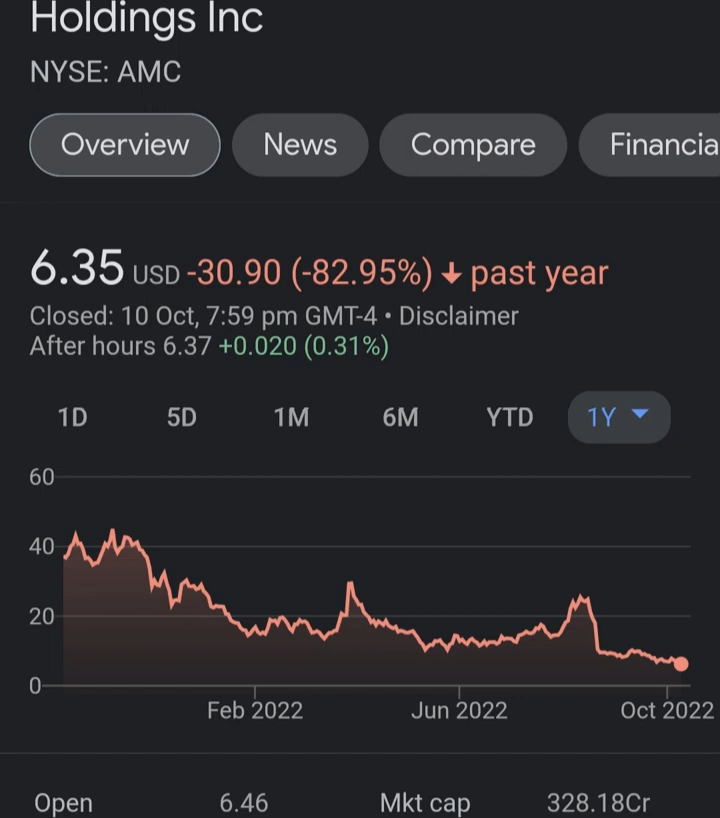 Holdings Inc
NYSE: AMC
Overview News Compare Financia
6.35 USD -30.90 (-82.95%) ↓ past year
Closed: 10 Oct, 7:59 pm GMT-4 • Disclaimer
After hours 6.37 +0.020 (0.31%)
1D 5D 1M 6M YTD 1Y
60
40
20
0
Feb 2022 Jun 2022 Oct 2022
Open 6.46 Mkt cap 328.18Cr